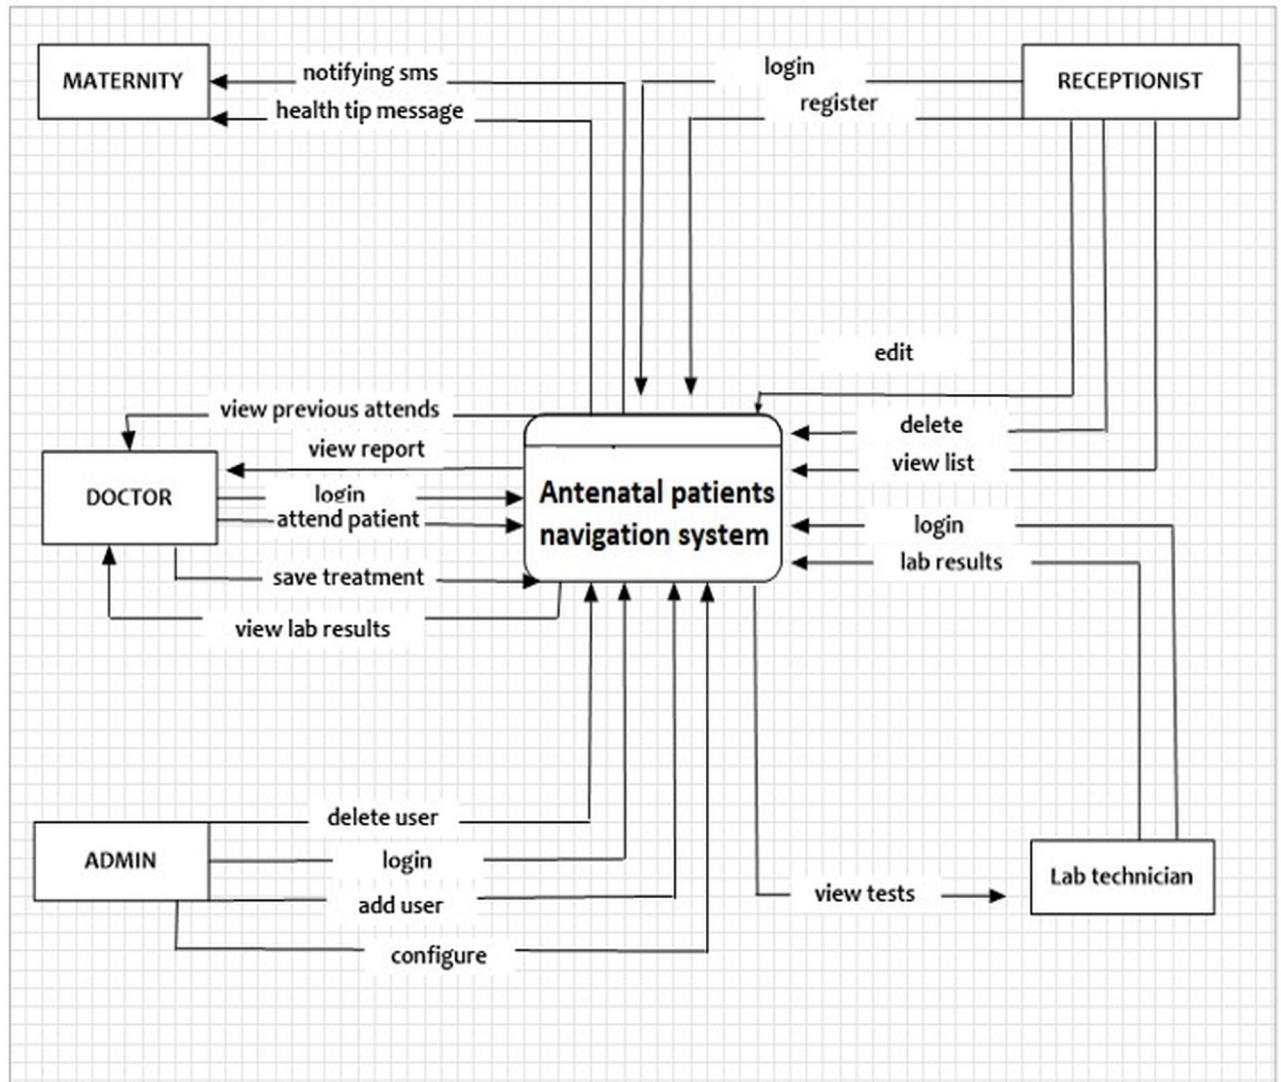 MATERNITY
notifying sms
health tip message
login
register
RECEPTIONIST
edit
delete
view list
view previous attends
view report
DOCTOR
login
attend patient
save treatment
view lab results
Antenatal patients
navigation system
login
lab results
delete user
ADMIN
login
add user
configure
view tests
Lab technician